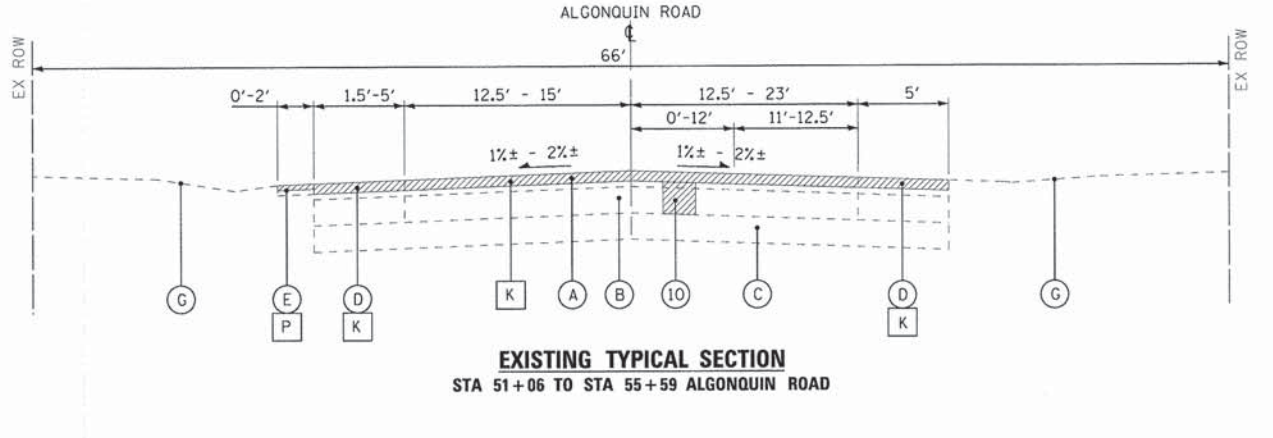 ALGONQUIN ROAD
℄
66'
EX ROW
EX ROW
0'-2'
1.5'-5'
12.5' - 15'
12.5' - 23'
5'
0'-12'
11'-12.5'
1%± - 2%±
1%± - 2%±
G
E
D
K
A
B
10
C
D
G
P
K
K
EXISTING TYPICAL SECTION
STA 51+06 TO STA 55+59 ALGONQUIN ROAD